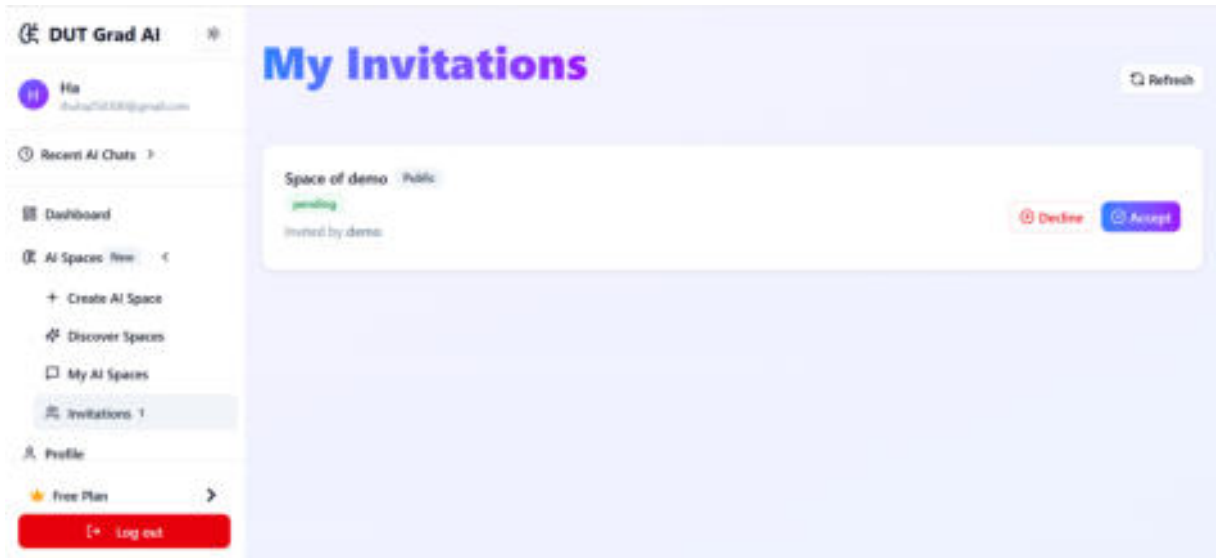 DUT Grad AI
H
Ha
Recent AI Chats
Dashboard
AI Spaces New
Create AI Space
Discover Spaces
My AI Spaces
Invitations 1
Profile
Free Plan
Log out
My Invitations
Refresh
Space of demo Public
pending
Invited by demo
Decline
Accept